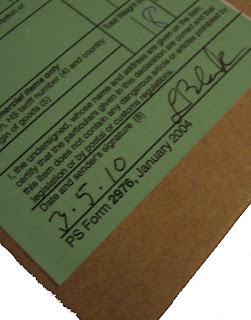 Total Weight
18
ercial items only
HS tariff number (4) and country
igin of goods (5)
I, the undersigned, whose name and address are given on the item,
certify that the particulars given in this declaration are correct and that
this item does not contain any dangerous article or articles prohibited by
legislation or by postal or customs regulations.
Date and sender's signature (8)
3.5.10
PS Form 2976, January 2004